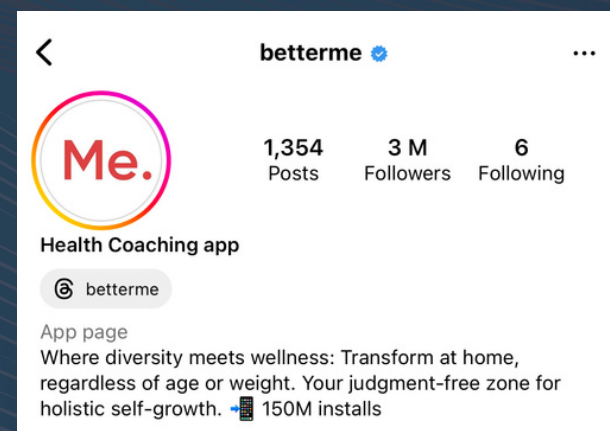 betterme
Me.
1,354 3 M 6
Posts Followers Following
Health Coaching app
betterme
App page
Where diversity meets wellness: Transform at home,
regardless of age or weight. Your judgment-free zone for
holistic self-growth. 📲 150M installs